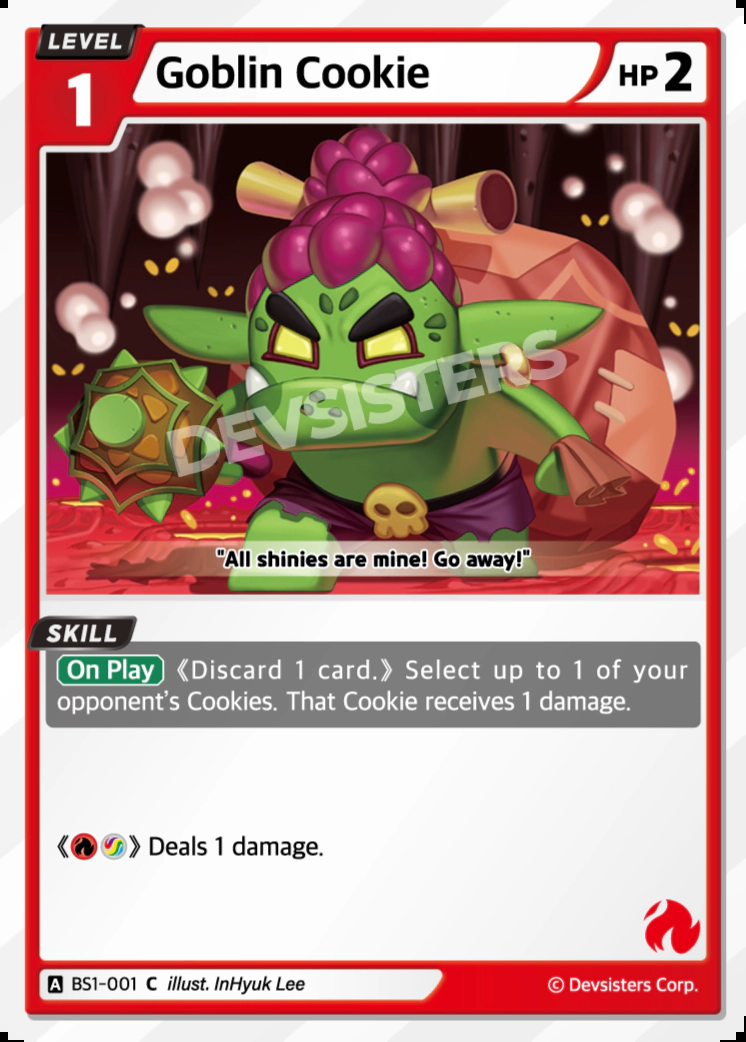 LEVEL
1
Goblin Cookie
HP 2
DEVSISTERS
"All shinies are mine! Go away!"
SKILL
On Play 《Discard 1 card.》 Select up to 1 of your
opponent's Cookies. That Cookie receives 1 damage.
《 》 Deals 1 damage.
A BS1-001 C illust. InHyuk Lee
© Devsisters Corp.